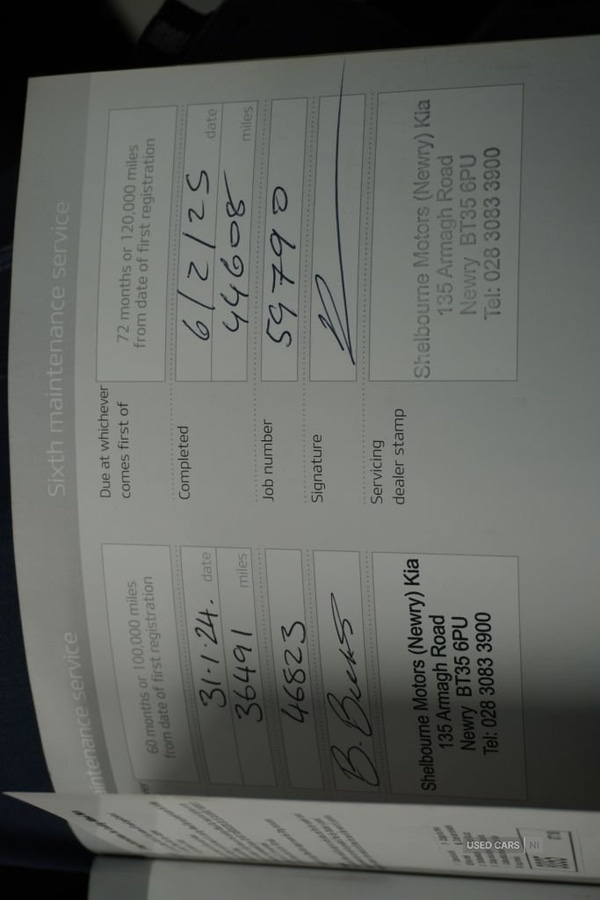 ntenance service
60 months or 100,000 miles
from date of first registration
31·1·24. date
36491 miles
46823
Shelbourne Motors (Newry) Kia
135 Armagh Road
Newry BT35 6PU
Tel: 028 3083 3900
Sixth maintenance service
Due at whichever
comes first of
72 months or 120,000 miles
from date of first registration
Completed
6/2/25 date
44608 miles
Job number
59790
Signature
Servicing
dealer stamp
Shelbourne Motors (Newry) Kia
135 Armagh Road
Newry BT35 6PU
Tel: 028 3083 3900
USED CARS NI